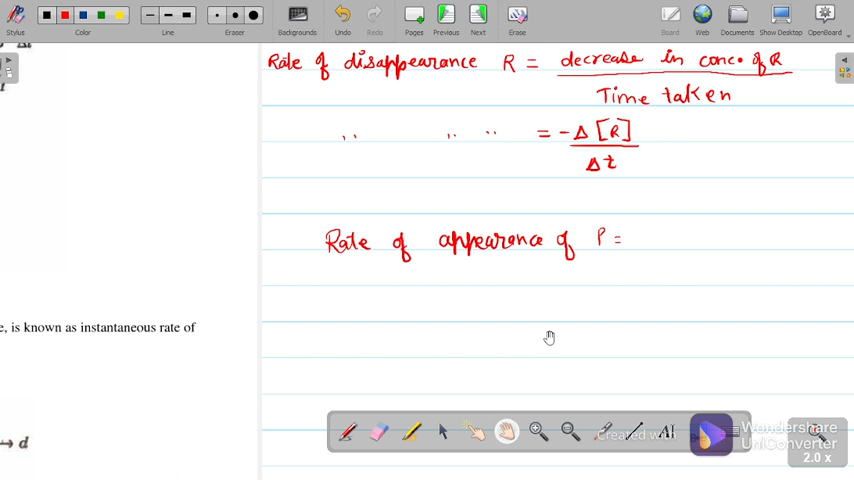 Stylus
Color
Line
Eraser
Backgrounds
Undo
Redo
Pages
Previous
Next
Erase
Board
Web
Documents
Show Desktop
OpenBoard
Rate of disappearance R = decrease in conc. of R
Time taken
,, ,, ,, = - Δ [R]
Δt
Rate of appearance of P =
e, is known as instantaneous rate of
→ d
Created with
Wondershare
UniConverter
2.0 x